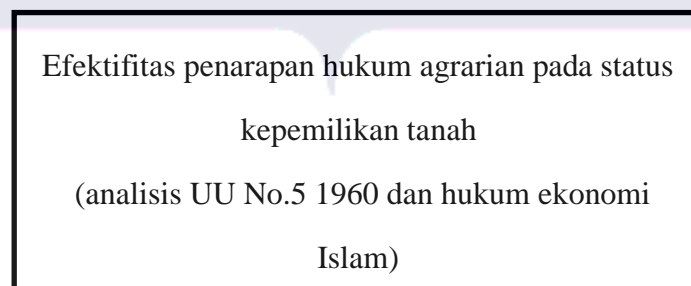 Efektifitas penarapan hukum agrarian pada status
kepemilikan tanah
(analisis UU No.5 1960 dan hukum ekonomi
Islam)